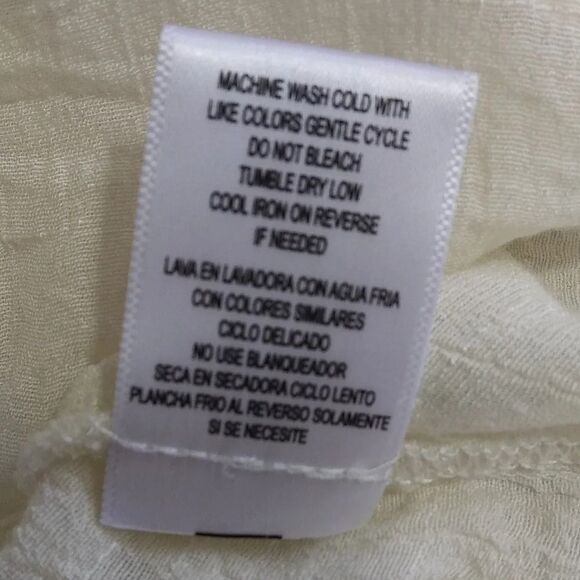 MACHINE WASH COLD WITH
LIKE COLORS GENTLE CYCLE
DO NOT BLEACH
TUMBLE DRY LOW
COOL IRON ON REVERSE
IF NEEDED
LAVA EN LAVADORA CON AGUA FRIA
CON COLORES SIMILARES
CICLO DELICADO
NO USE BLANQUEADOR
SECA EN SECADORA CICLO LENTO
PLANCHA FRIO AL REVERSO SOLAMENTE
SI SE NECESITE